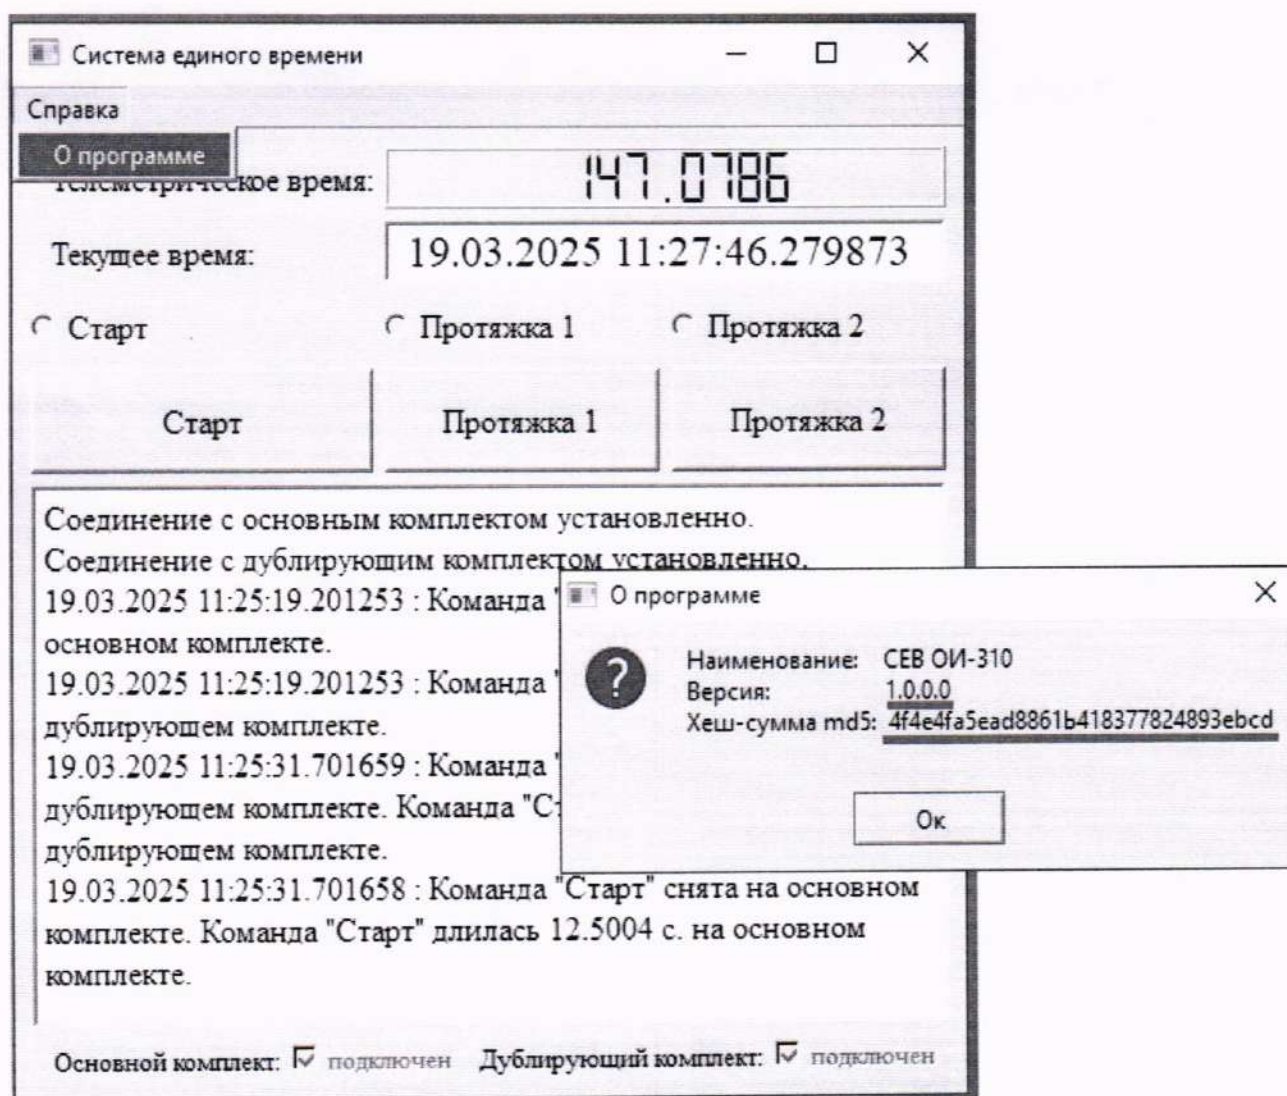 Система единого времени
Справка
О программе
Телеметрическое время:
147.0786
Текущее время:
19.03.2025 11:27:46.279873
Старт
Протяжка 1
Протяжка 2
Старт
Протяжка 1
Протяжка 2
Соединение с основным комплектом установленно.
Соединение с дублирующим комплектом установленно.
19.03.2025 11:25:19.201253 : Команда "
основном комплекте.
19.03.2025 11:25:19.201253 : Команда "
дублирующем комплекте.
19.03.2025 11:25:31.701659 : Команда "
дублирующем комплекте. Команда "Ст
дублирующем комплекте.
19.03.2025 11:25:31.701658 : Команда "Старт" снята на основном
комплекте. Команда "Старт" длилась 12.5004 с. на основном
комплекте.
Основной комплект: подключен Дублирующий комплект: подключен
О программе
Наименование: СЕВ ОИ-310
Версия: 1.0.0.0
Хеш-сумма md5: 4f4e4fa5ead8861b418377824893ebcd
Ок